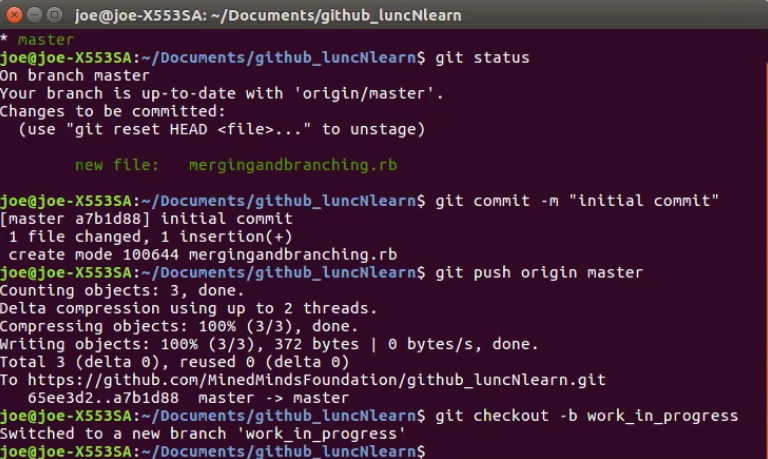 joe@joe-X553SA: ~/Documents/github_luncNlearn
* master
joe@joe-X553SA:~/Documents/github_luncNlearn$ git status
On branch master
Your branch is up-to-date with 'origin/master'.
Changes to be committed:
  (use "git reset HEAD <file>..." to unstage)
        new file:   mergingandbranching.rb
joe@joe-X553SA:~/Documents/github_luncNlearn$ git commit -m "initial commit"
[master a7b1d88] initial commit
 1 file changed, 1 insertion(+)
 create mode 100644 mergingandbranching.rb
joe@joe-X553SA:~/Documents/github_luncNlearn$ git push origin master
Counting objects: 3, done.
Delta compression using up to 2 threads.
Compressing objects: 100% (3/3), done.
Writing objects: 100% (3/3), 372 bytes | 0 bytes/s, done.
Total 3 (delta 0), reused 0 (delta 0)
To https://github.com/MinedMindsFoundation/github_luncNlearn.git
   65ee3d2..a7b1d88  master -> master
joe@joe-X553SA:~/Documents/github_luncNlearn$ git checkout -b work_in_progress
Switched to a new branch 'work_in_progress'
joe@joe-X553SA:~/Documents/github_luncNlearn$